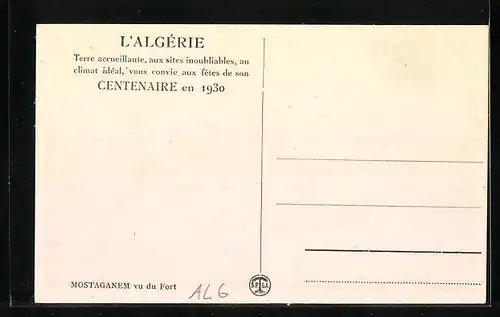 L'ALGÉRIE
Terre accueillante, aux sites inoubliables, au
climat idéal, vous convie aux fêtes de son
CENTENAIRE en 1930
MOSTAGANEM vu du Fort
ALG